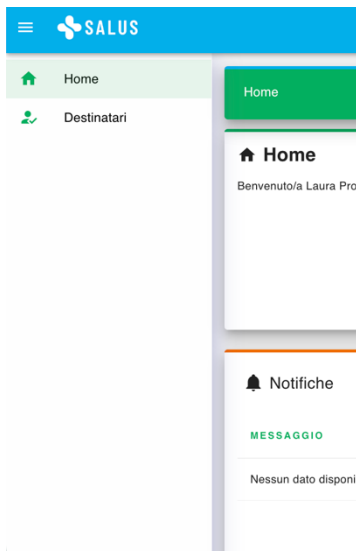 SALUS
Home
Destinatari
Home
Home
Benvenuto/a Laura Pro
Notifiche
MESSAGGIO
Nessun dato disponi